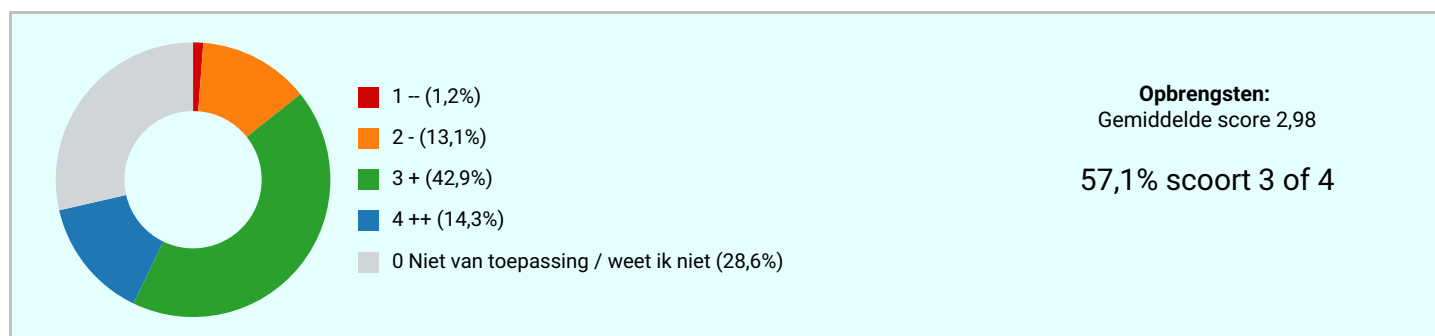 1 -- (1,2%)
2 - (13,1%)
3 + (42,9%)
4 ++ (14,3%)
0 Niet van toepassing / weet ik niet (28,6%)
Opbrengsten:
Gemiddelde score 2,98
57,1% scoort 3 of 4